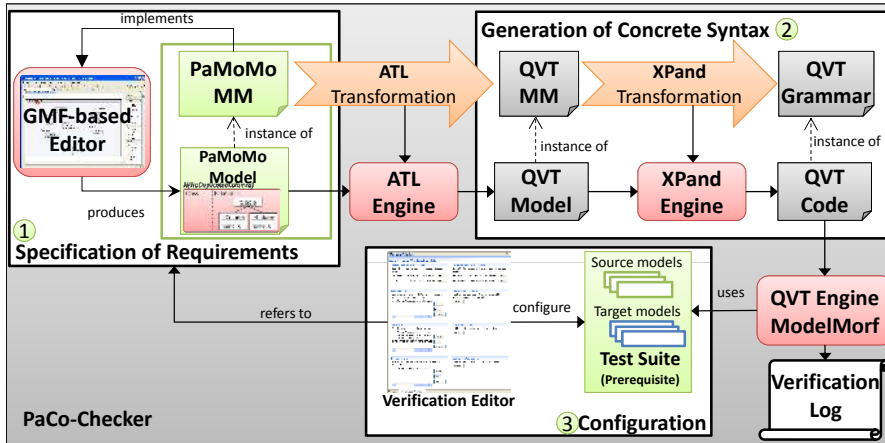 implements
Generation of Concrete Syntax 2
PaMoMo
MM
ATL
Transformation
QVT
MM
XPand
Transformation
QVT
Grammar
GMF-based
Editor
instance of
instance of
instance of
PaMoMo
Model
produces
ATL
Engine
QVT
Model
XPand
Engine
QVT
Code
1
Specification of Requirements
refers to
configure
Source models
Target models
Test Suite
(Prerequisite)
uses
QVT Engine
ModelMorf
Verification Editor
3 Configuration
Verification
Log
PaCo-Checker